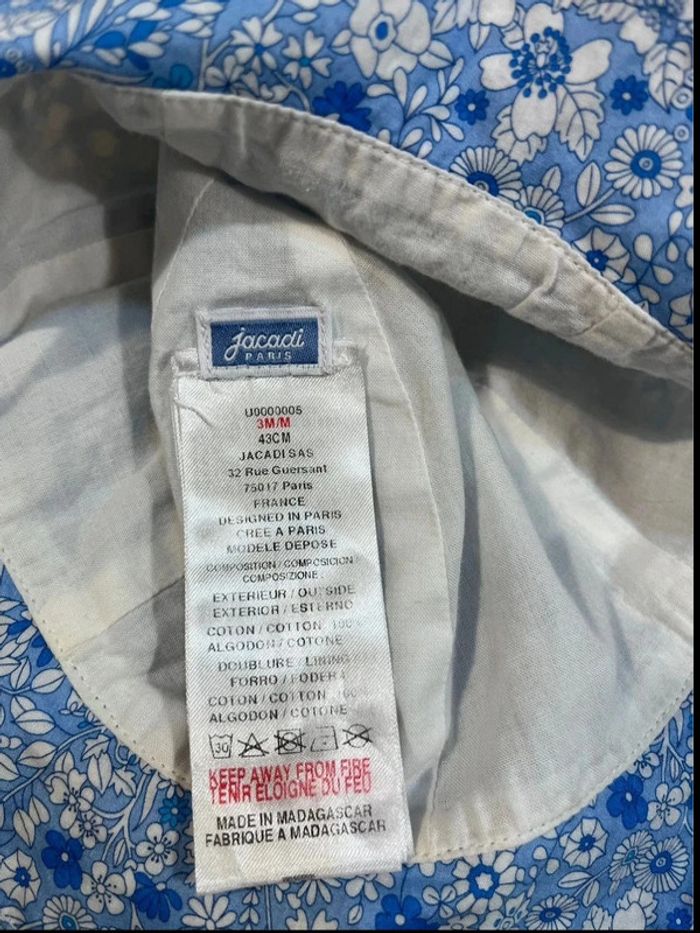 jacadi
PARIS
U0000005
3M/M
43CM
JACADI SAS
32 Rue Guersant
75017 Paris
FRANCE
DESIGNED IN PARIS
CREE A PARIS
MODELE DEPOSE
COMPOSITION / COMPOSICION
COMPOSIZIONE :
EXTERIEUR / OUTSIDE
EXTERIOR / ESTERNO
COTON / COTTON 100%
ALGODON / COTONE
DOUBLURE / LINING
FORRO / FODERA
COTON / COTTON 100%
ALGODON / COTONE
30
KEEP AWAY FROM FIRE
TENIR ELOIGNE DU FEU
MADE IN MADAGASCAR
FABRIQUE A MADAGASCAR